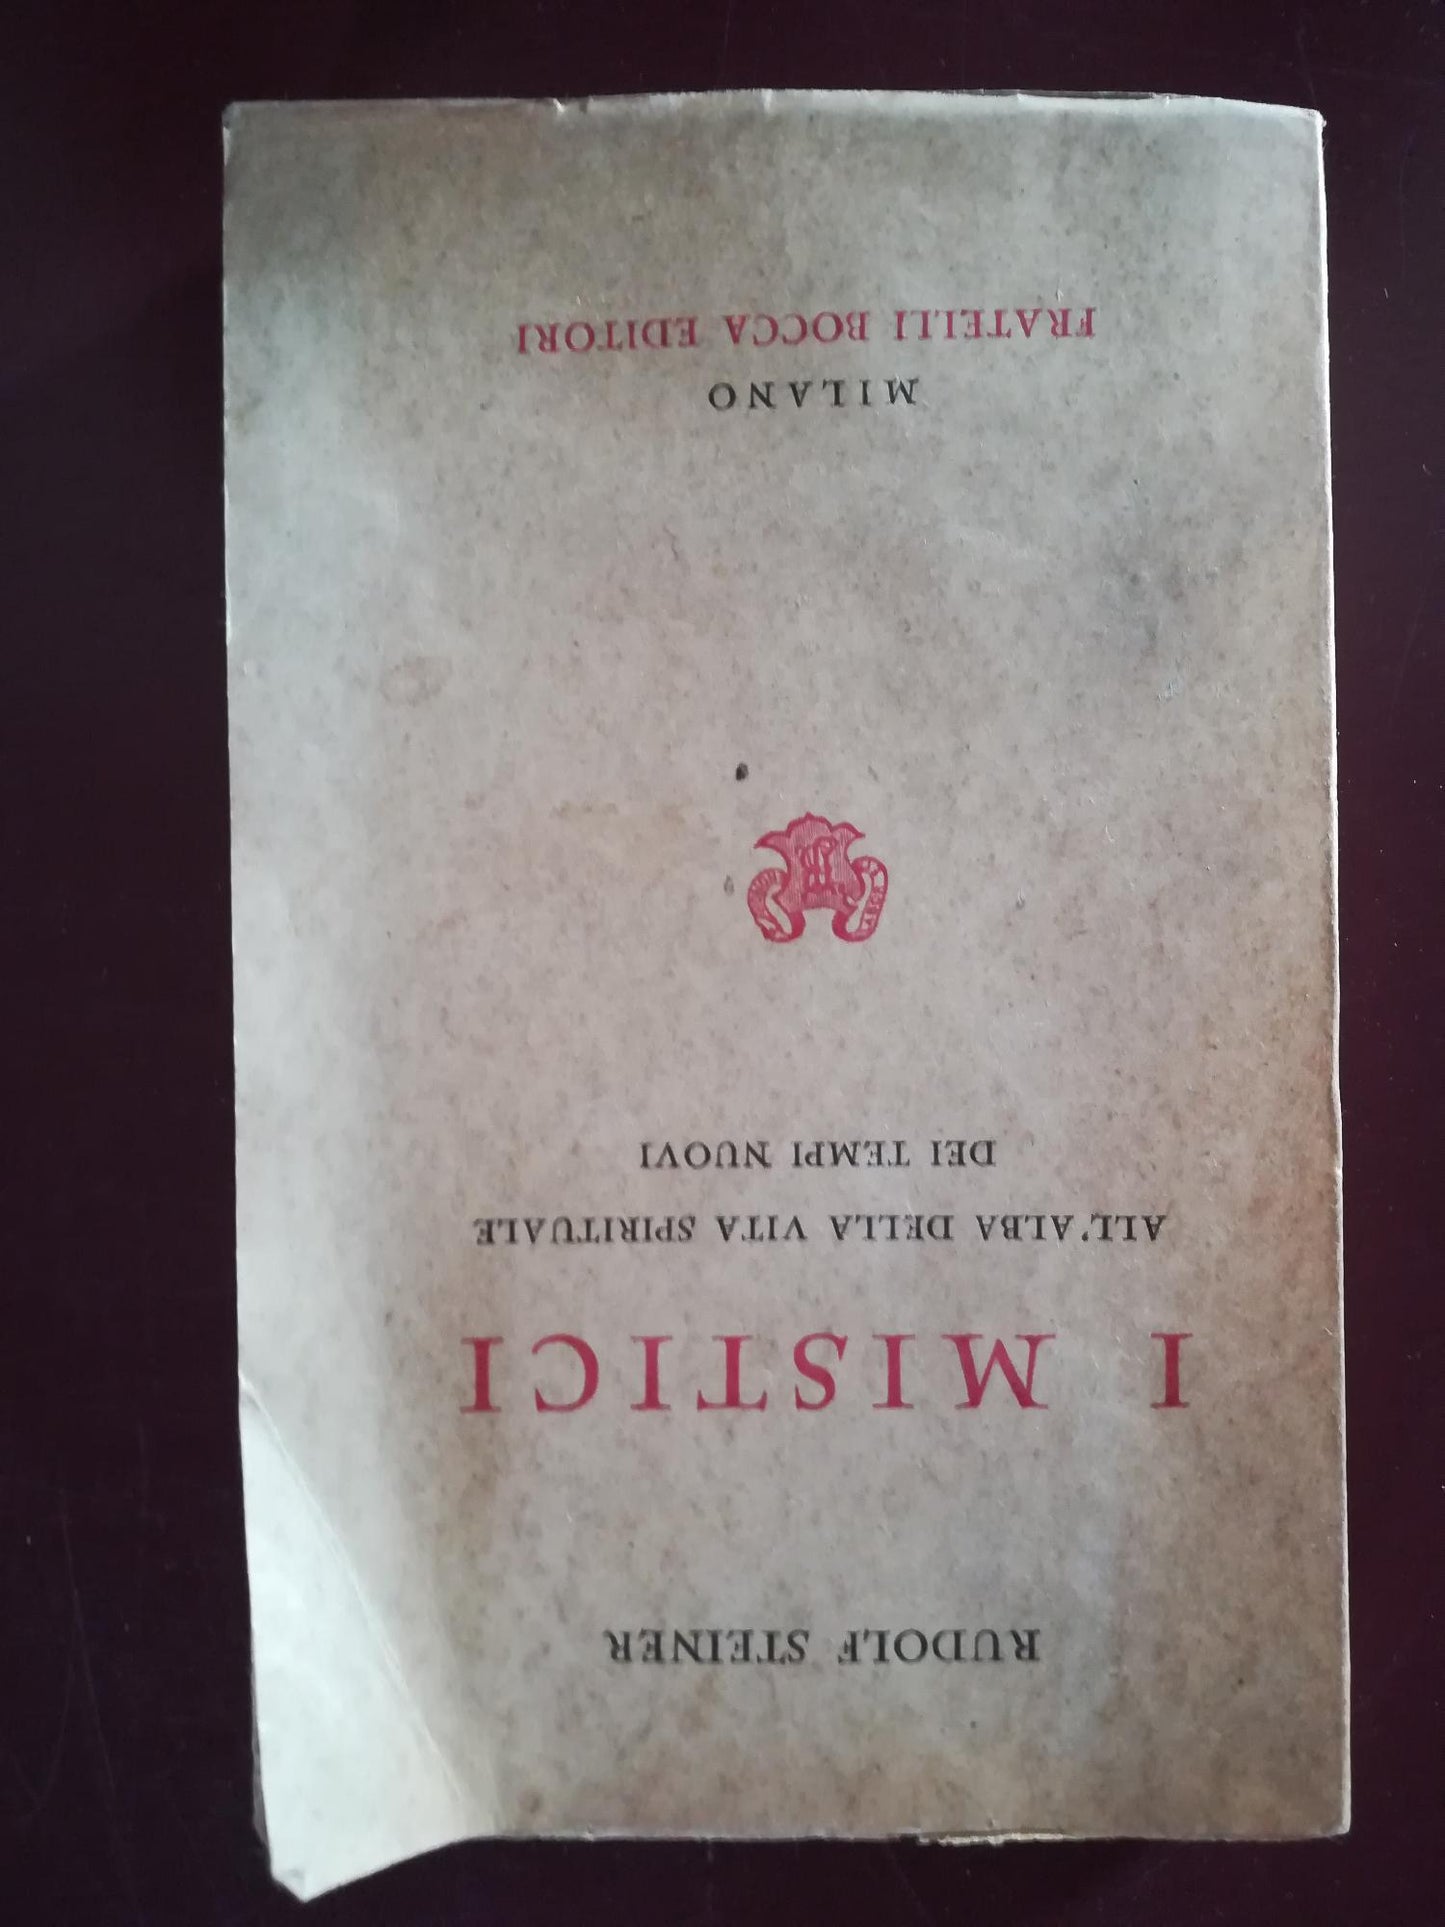 RUDOLF STEINER
I MISTICI
ALL'ALBA DELLA VITA SPIRITUALE
DEI TEMPI NUOVI
MILANO
FRATELLI BOCCA EDITORI